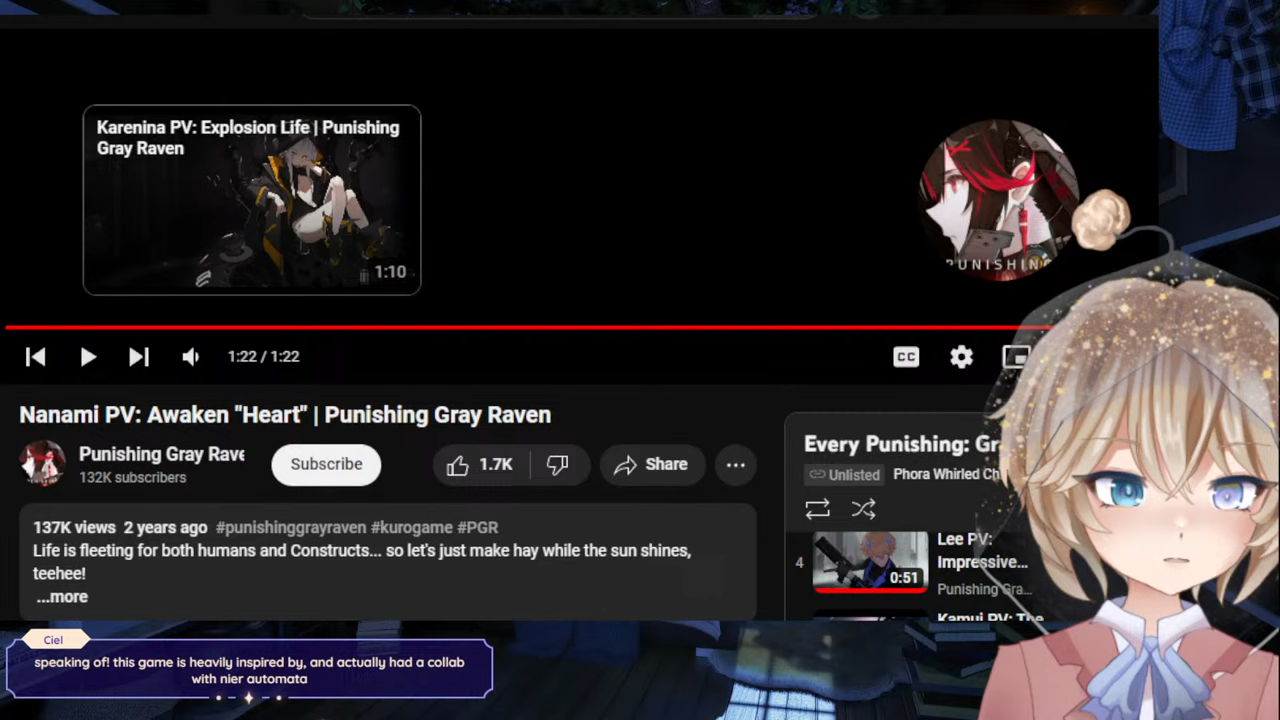 Karenina PV: Explosion Life | Punishing
Gray Raven
1:10
PUNISHING
1:22 / 1:22
CC
Nanami PV: Awaken "Heart" | Punishing Gray Raven
Punishing Gray Rave
132K subscribers
Subscribe
1.7K
Share
137K views 2 years ago #punishinggrayraven #kurogame #PGR
Life is fleeting for both humans and Constructs... so let's just make hay while the sun shines,
teehee!
...more
Every Punishing: Gr
Unlisted Phora Whirled Ch
4
0:51
Lee PV:
Impressive...
Punishing Gra...
Kamui PV: The
Ciel
speaking of! this game is heavily inspired by, and actually had a collab
with nier automata